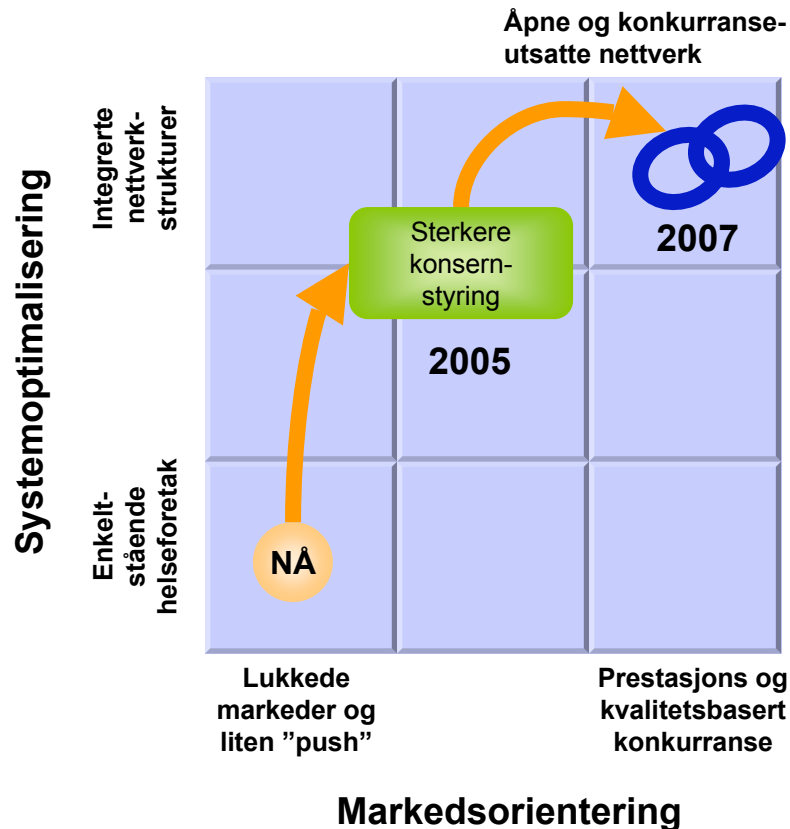 Åpne og konkurranse-
utsatte nettverk
Systemoptimalisering
Integrerte
nettverk-
strukturer
Enkelt-
stående
helseforetak
Sterkere
konsern-
styring
2007
2005
NÅ
Lukkede
markeder og
liten ”push”
Prestasjons og
kvalitetsbasert
konkurranse
Markedsorientering